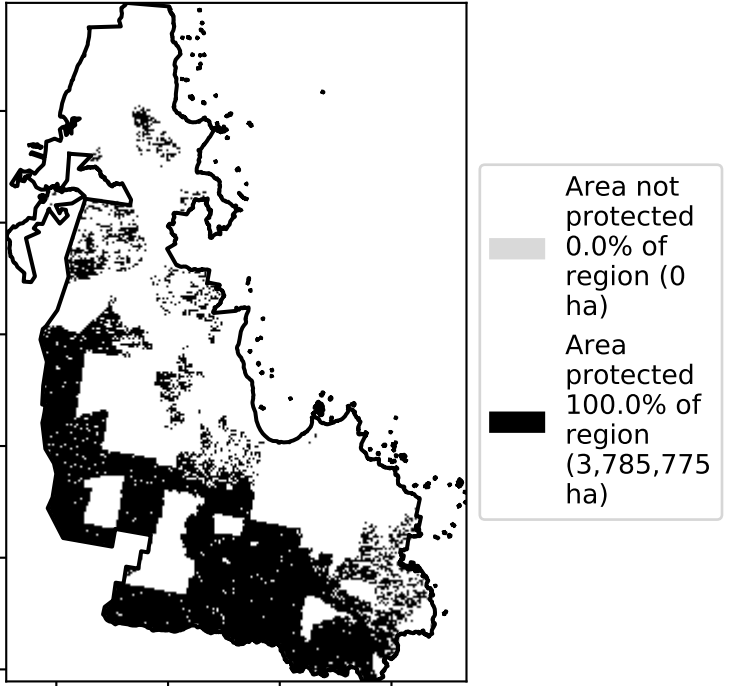 Area not
protected
0.0% of
region (0
ha)
Area
protected
100.0% of
region
(3,785,775
ha)